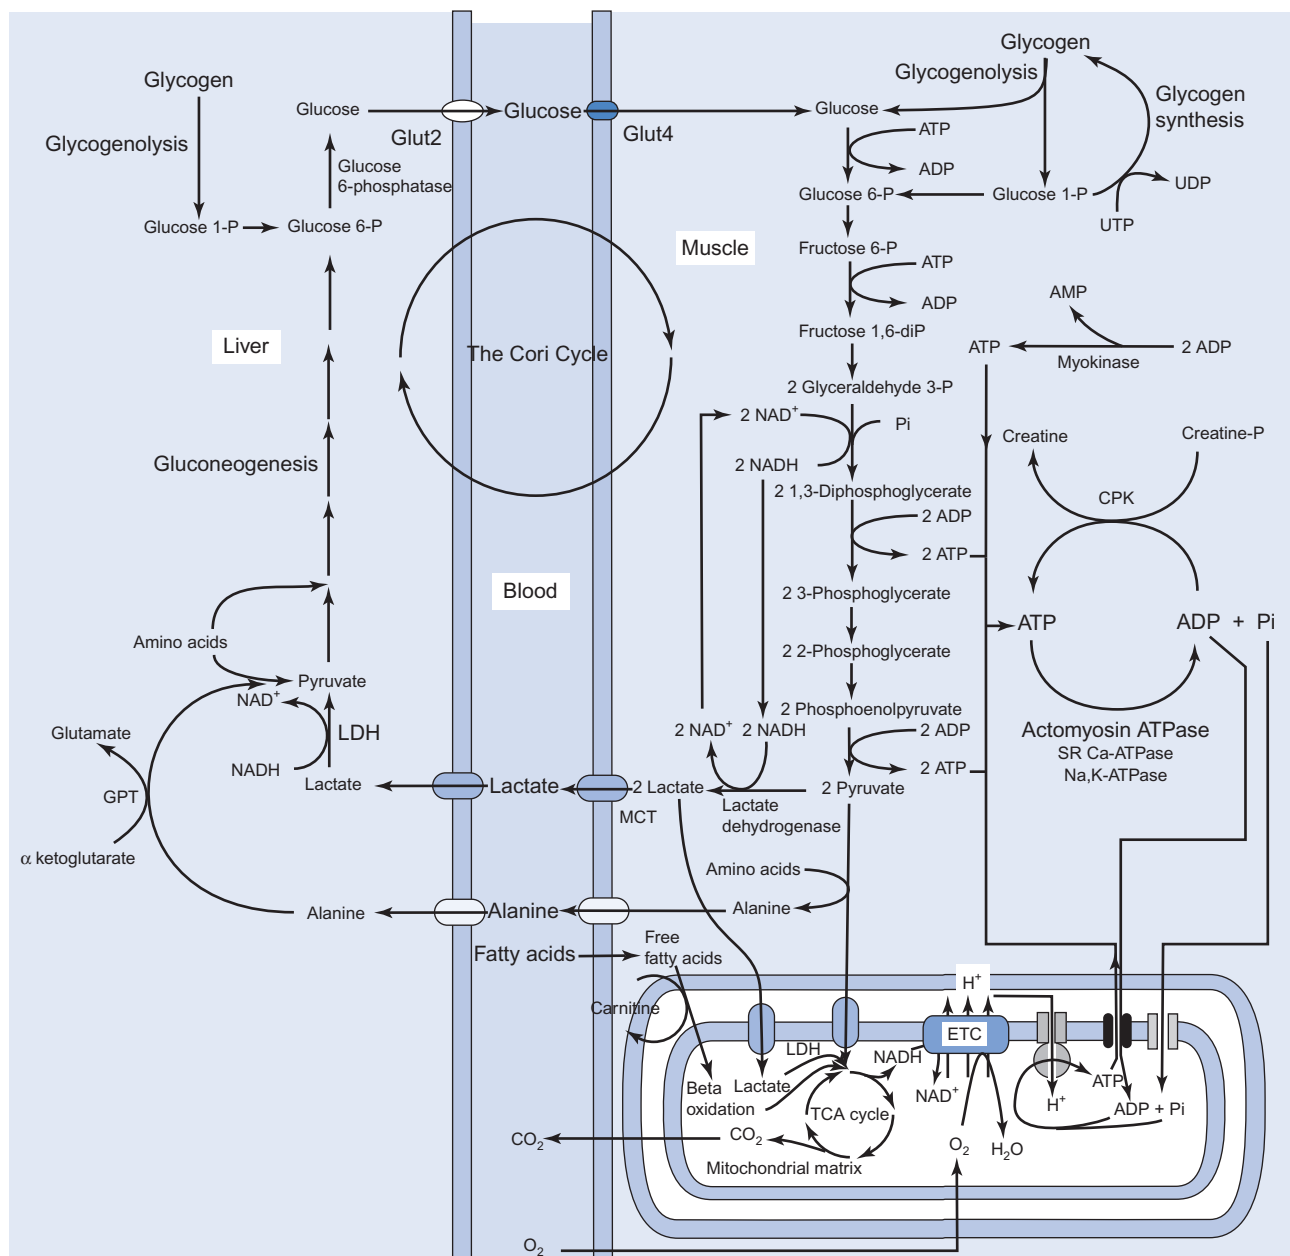 Glycogen
Glycogenolysis
Glucose 1-P
Glucose
Glucose
6-phosphatase
Glucose 6-P
Liver
Gluconeogenesis
Amino acids
Pyruvate
NAD+
LDH
NADH
Lactate
Glutamate
GPT
α ketoglutarate
Alanine
Glut2
Glucose
Glut4
The Cori Cycle
Blood
Lactate
MCT
Alanine
Fatty acids
CO2
O2
Muscle
Glycogen
Glycogenolysis
Glycogen
synthesis
Glucose
ATP
ADP
Glucose 6-P
Glucose 1-P
UDP
UTP
Fructose 6-P
ATP
ADP
Fructose 1,6-diP
2 Glyceraldehyde 3-P
2 NAD+
Pi
2 NADH
2 1,3-Diphosphoglycerate
2 ADP
2 ATP
2 3-Phosphoglycerate
2 2-Phosphoglycerate
2 Phosphoenolpyruvate
2 NAD+
2 NADH
2 ADP
2 ATP
2 Lactate
2 Pyruvate
Lactate
dehydrogenase
Amino acids
Alanine
AMP
ATP
2 ADP
Myokinase
Creatine
Creatine-P
CPK
ATP
ADP + Pi
Actomyosin ATPase
SR Ca-ATPase
Na,K-ATPase
Free
fatty acids
Carnitine
H+
ETC
LDH
NADH
NAD+
Beta
oxidation
Lactate
TCA cycle
CO2
Mitochondrial matrix
O2
H2O
H+
ATP
ADP + Pi